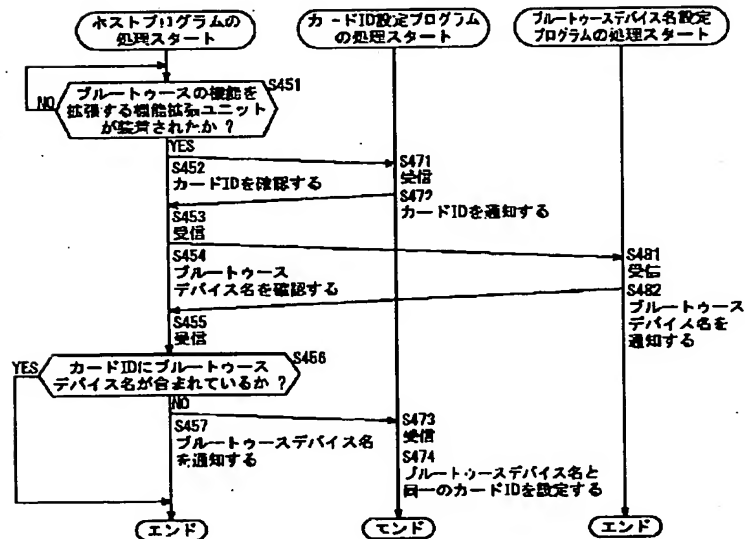 ホストプログラムの
処理スタート
カードID設定プログラム
の処理スタート
ブルートゥースデバイス名設定
プログラムの処理スタート
S451
ブルートゥースの機能を
拡張する機能拡張ユニット
が装着されたか ?
NO
YES
S452
カードIDを確認する
S471
受信
S472
カードIDを通知する
S453
受信
S454
ブルートゥース
デバイス名を確認する
S481
受信
S482
ブルートゥース
デバイス名を
通知する
S455
受信
S456
YES
カードIDにブルートゥース
デバイス名が含まれているか ?
NO
S457
ブルートゥースデバイス名
を通知する
S473
受信
S474
ブルートゥースデバイス名と
同一のカードIDを設定する
エンド
エンド
エンド